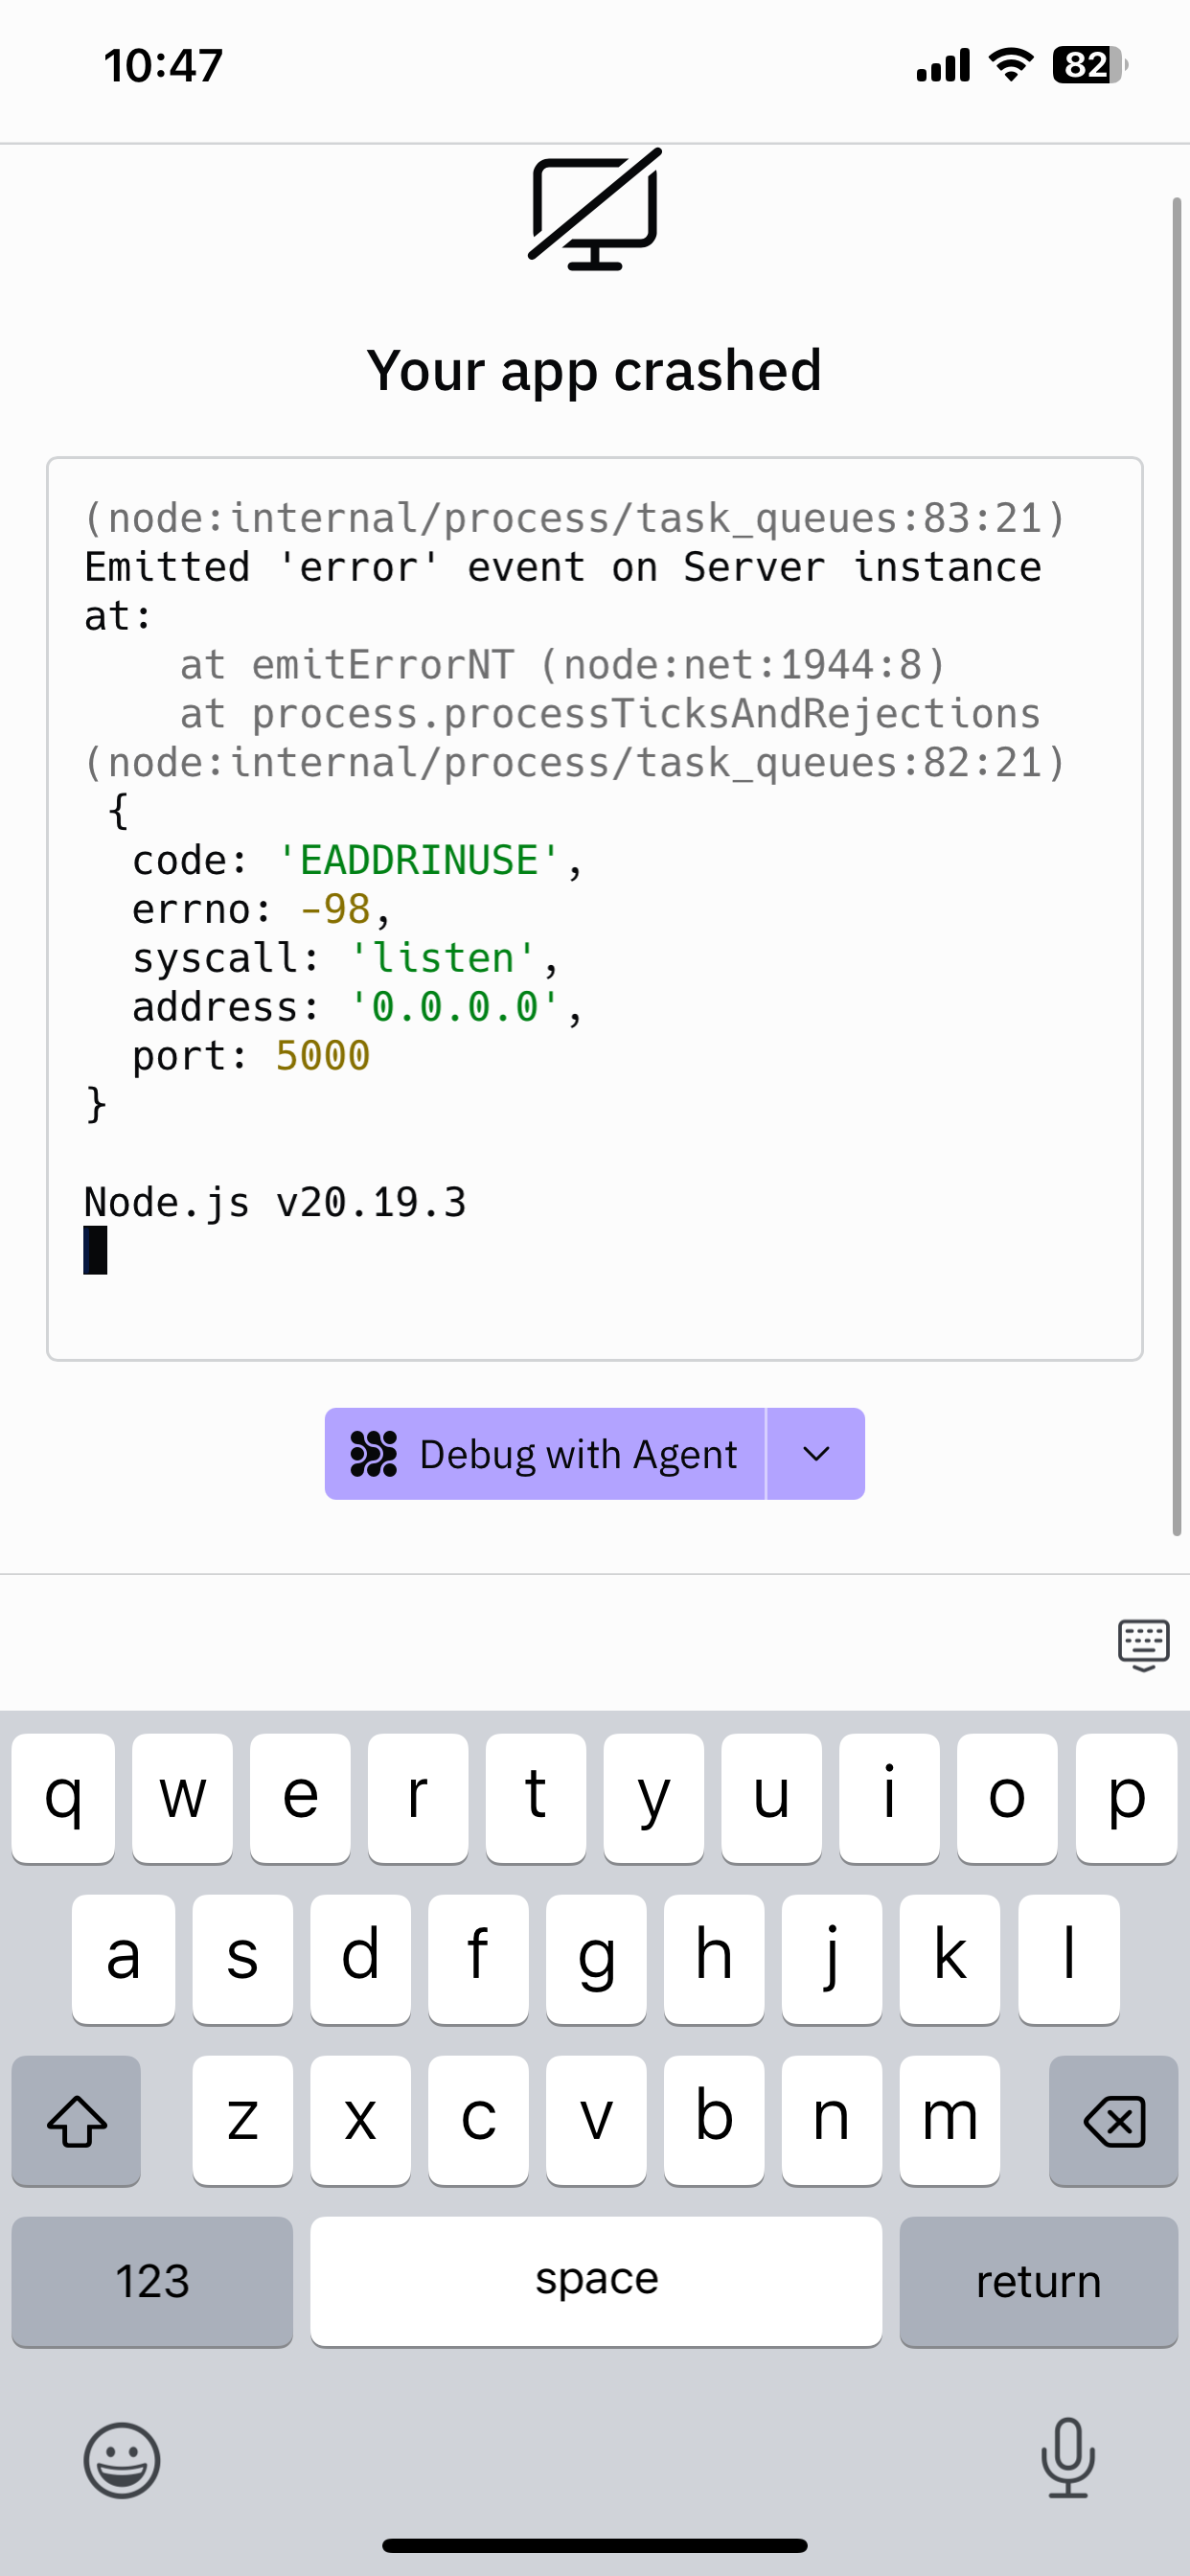 10:47
82
Your app crashed
(node:internal/process/task_queues:83:21)
Emitted 'error' event on Server instance
at:
    at emitErrorNT (node:net:1944:8)
    at process.processTicksAndRejections
(node:internal/process/task_queues:82:21)
 {
  code: 'EADDRINUSE',
  errno: -98,
  syscall: 'listen',
  address: '0.0.0.0',
  port: 5000
}
Node.js v20.19.3
Debug with Agent
q w e r t y u i o p
a s d f g h j k l
z x c v b n m
123 space return